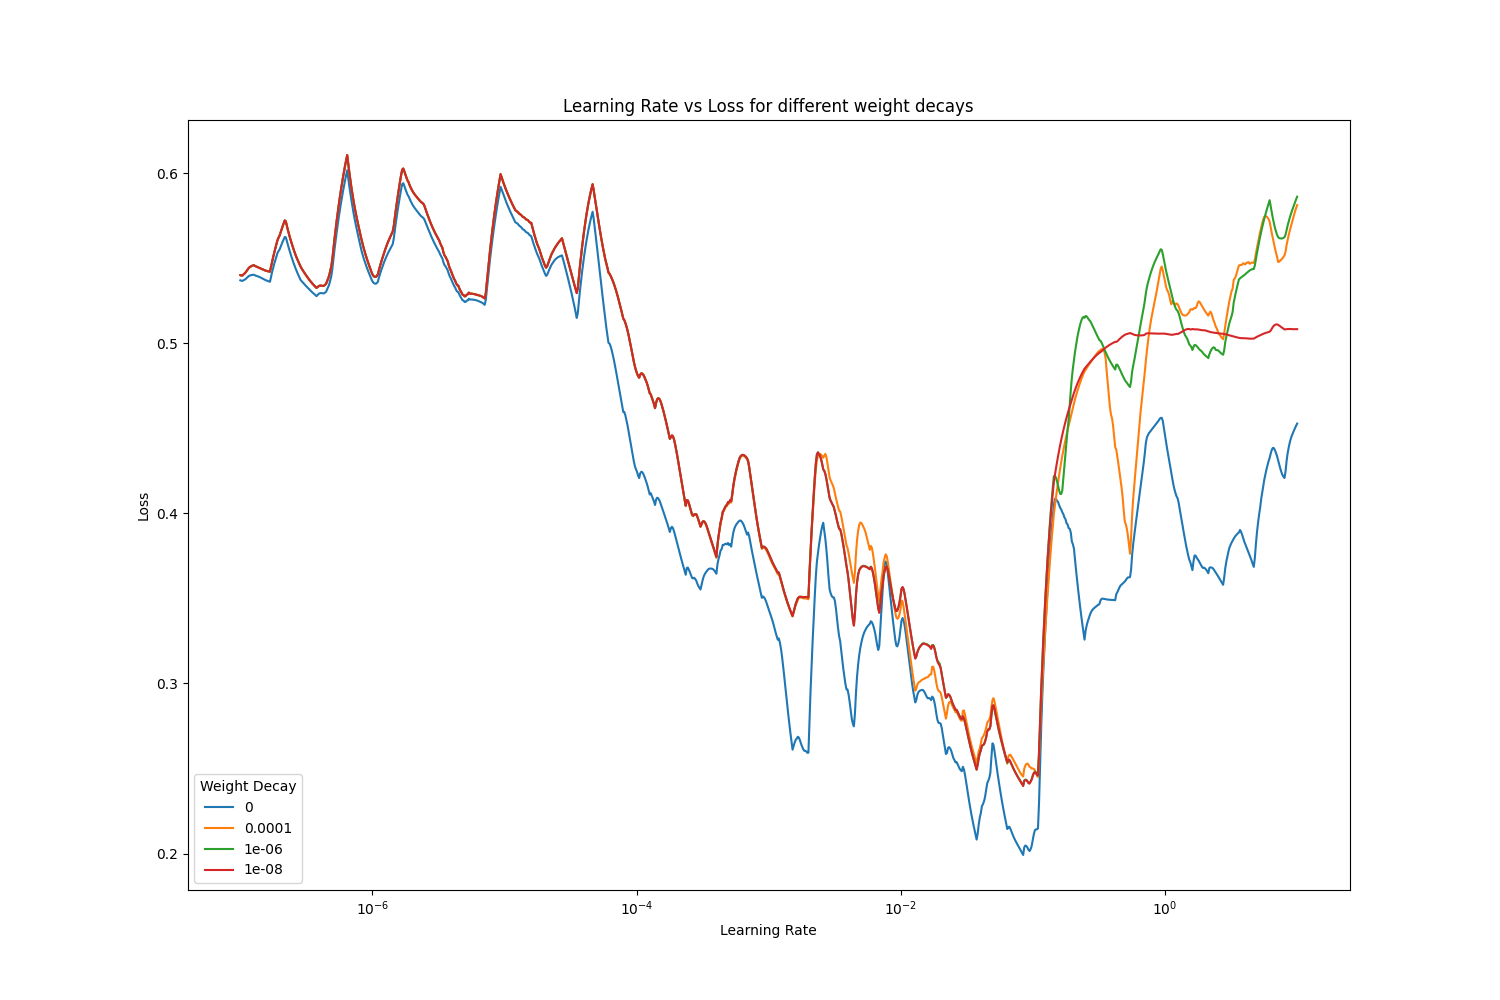 Learning Rate vs Loss for different weight decays
Loss
0.6
0.5
0.4
0.3
0.2
Weight Decay
0
0.0001
1e-06
1e-08
10⁻⁶
10⁻⁴
10⁻²
10⁰
Learning Rate